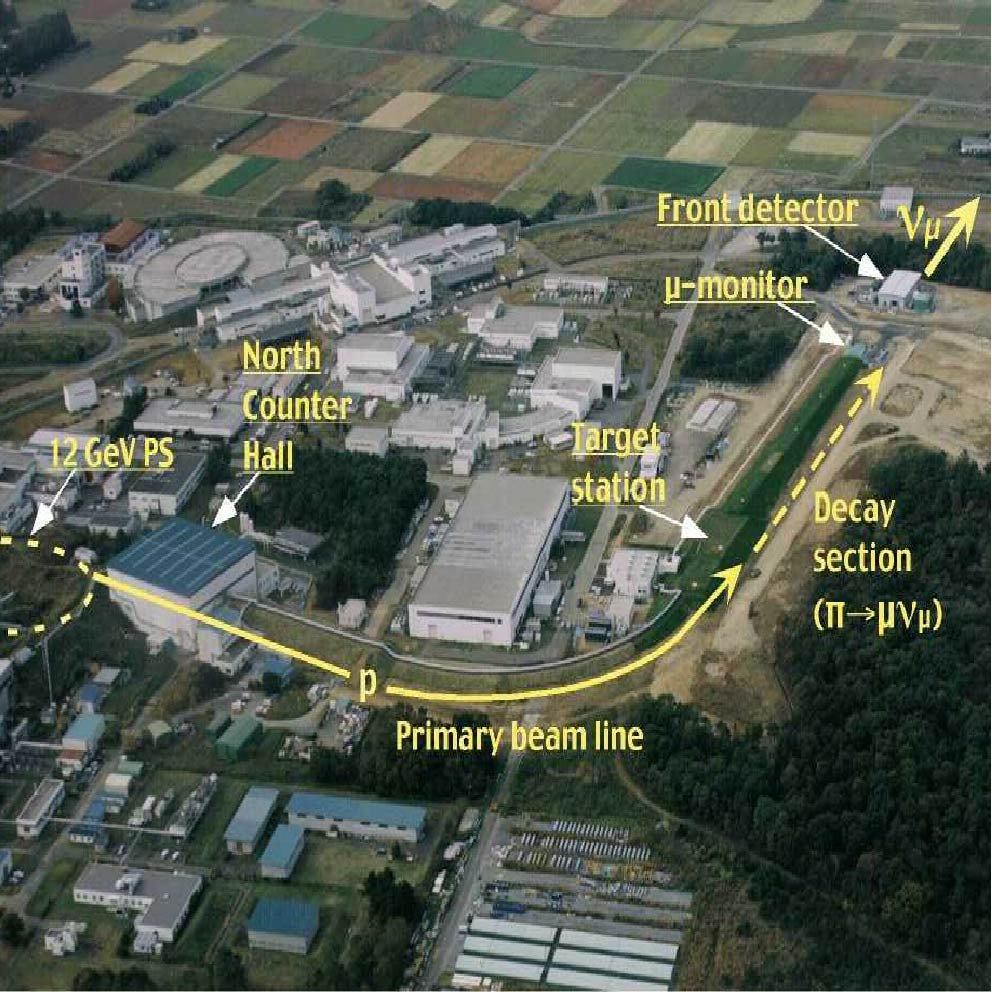 Front detector
νμ
μ-monitor
North
Counter
Hall
12 GeV PS
Target
station
Decay
section
(π→μνμ)
p
Primary beam line